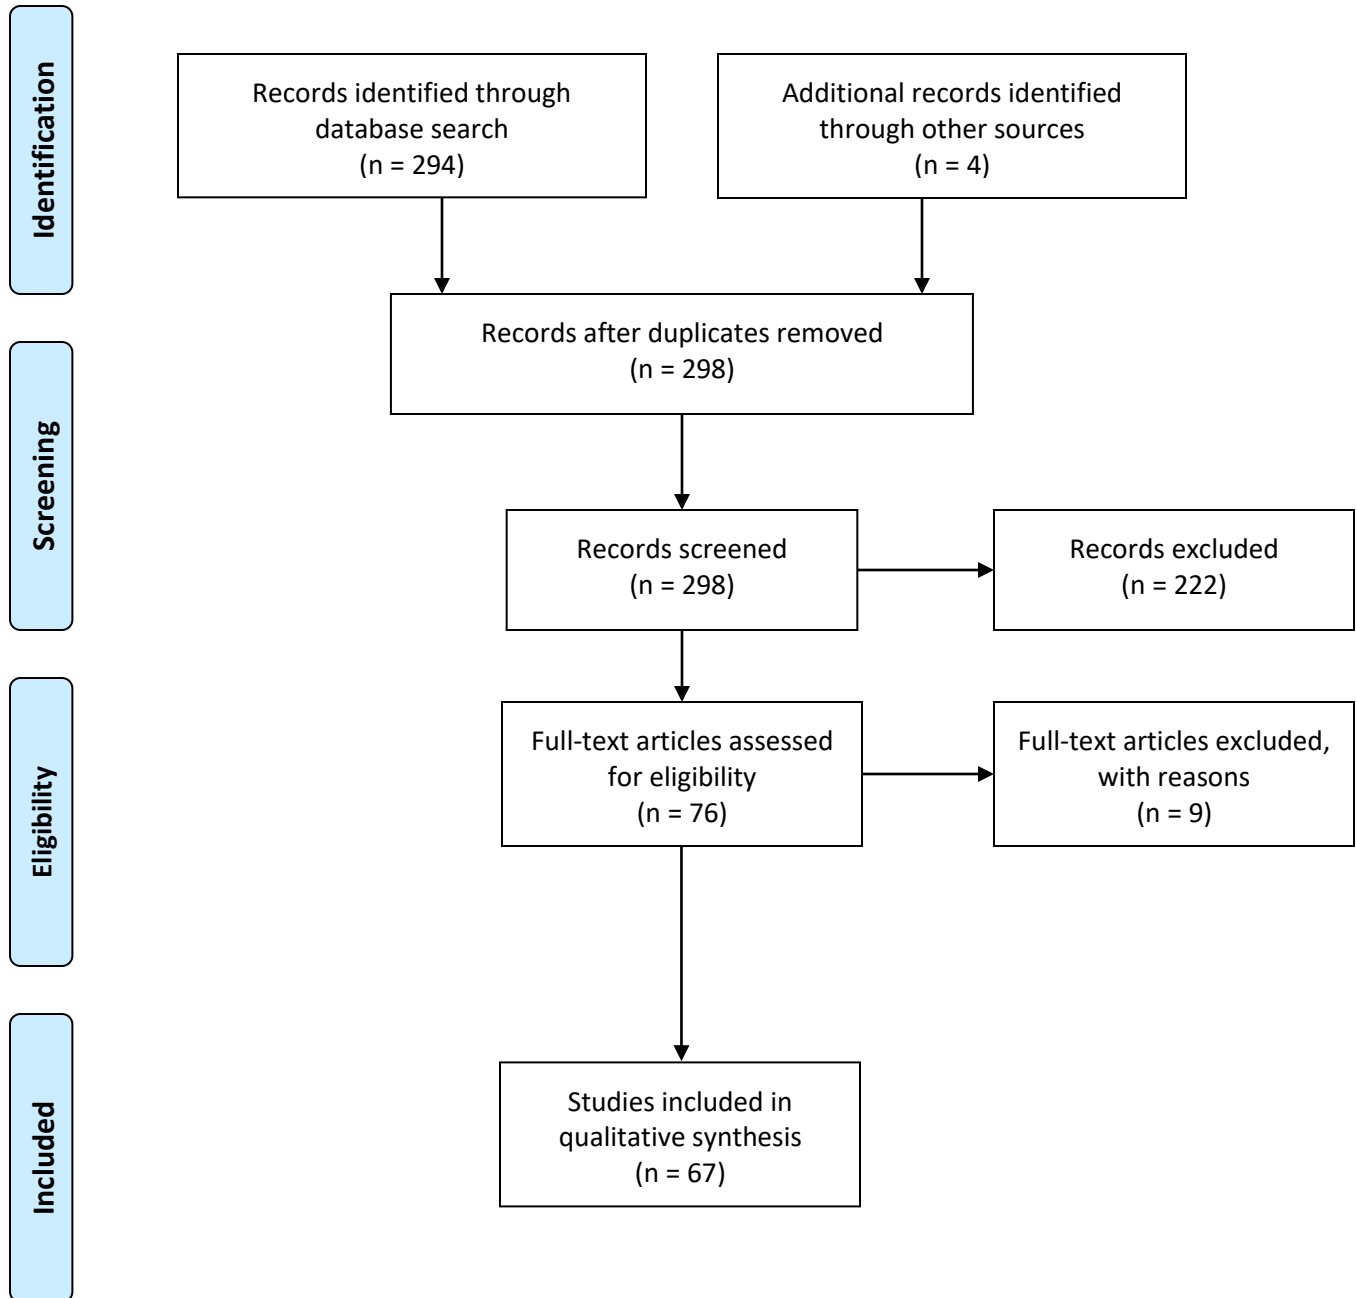 Identification
Records identified through
database search
(n = 294)
Additional records identified
through other sources
(n = 4)
Records after duplicates removed
(n = 298)
Screening
Records screened
(n = 298)
Records excluded
(n = 222)
Eligibility
Full-text articles assessed
for eligibility
(n = 76)
Full-text articles excluded,
with reasons
(n = 9)
Included
Studies included in
qualitative synthesis
(n = 67)